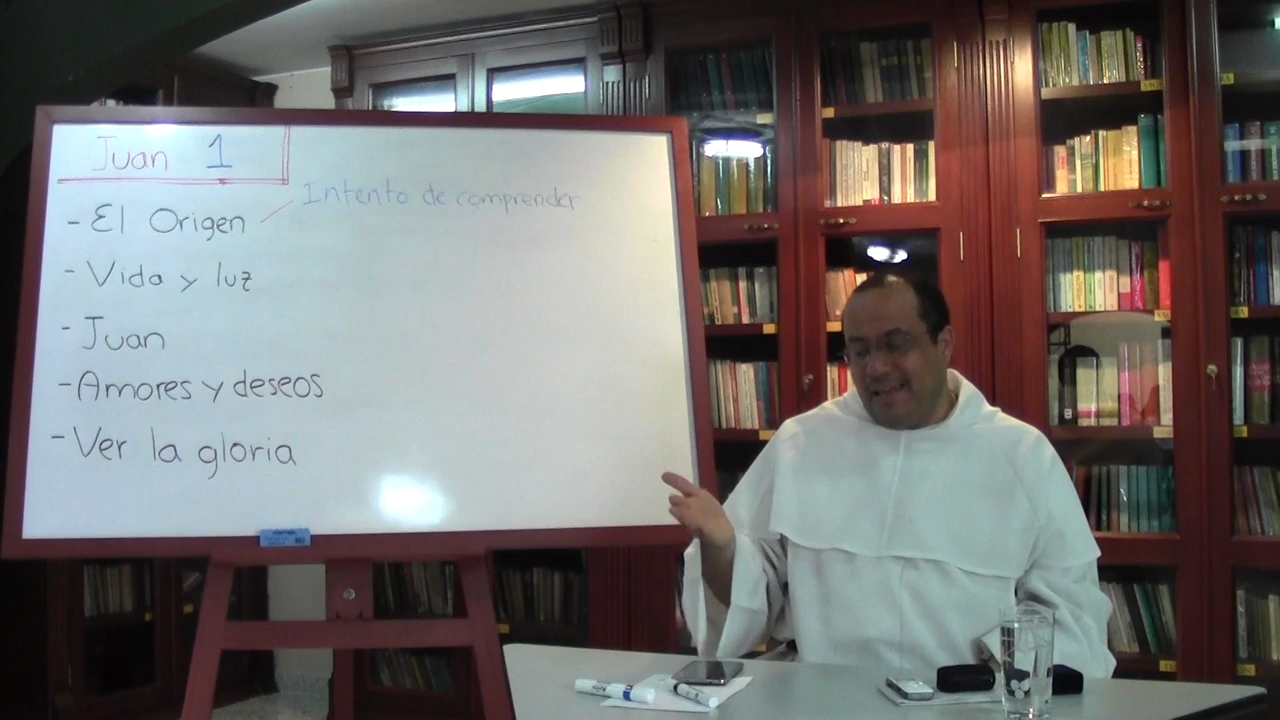 Juan 1
Intento de comprender
- El Origen
- Vida y luz
- Juan
- Amores y deseos
- Ver la gloria